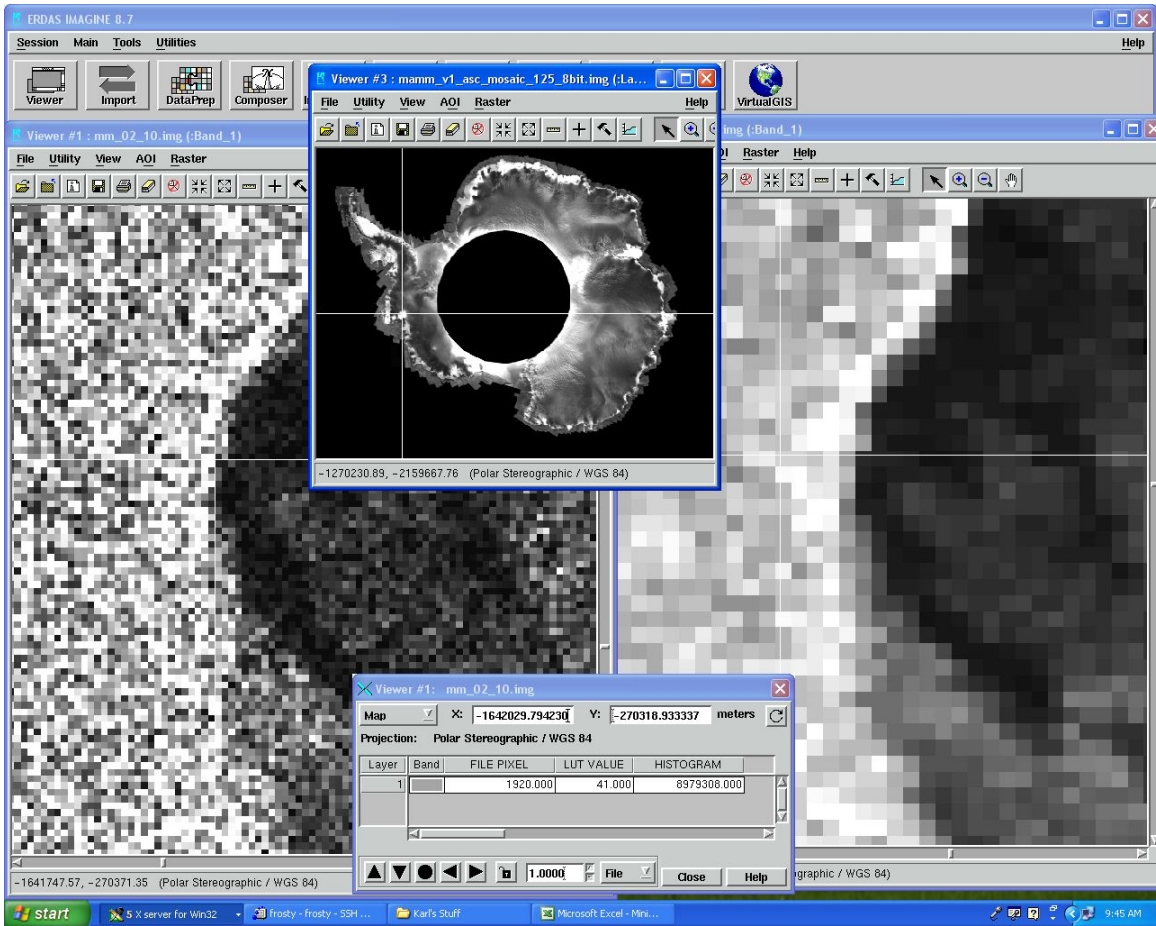 ERDAS IMAGINE 8.7
Session Main Tools Utilities Help
Viewer Import DataPrep Composer VirtualGIS
Viewer #3 : mamm_v1_asc_mosaic_125_8bit.img (:La...
File Utility View AOI Raster Help
-1270230.89, -2159667.76 (Polar Stereographic / WGS 84)
Viewer #1 : mm_02_10.img (:Band_1)
File Utility View AOI Raster
-1641747.57, -270371.35 (Polar Stereographic / WGS 84)
img (:Band_1)
Raster Help
graphic / WGS 84)
Viewer #1: mm_02_10.img
Map X: -1642029.794230 Y: -270318.933337 meters
Projection: Polar Stereographic / WGS 84
Layer Band FILE PIXEL LUT VALUE HISTOGRAM
1 1920.000 41.000 8979308.000
1.0000 File Close Help
start 5 X server for Win32 frosty - frosty - SSH ... Karl's Stuff Microsoft Excel - Mini... 9:45 AM